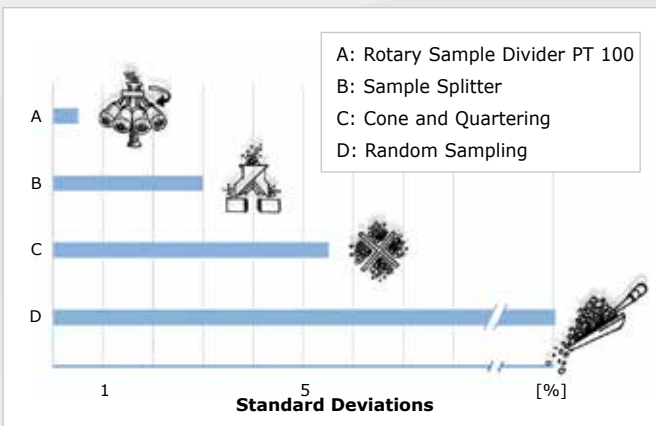 A: Rotary Sample Divider PT 100
B: Sample Splitter
C: Cone and Quartering
D: Random Sampling
A
B
C
D
1 5 [%]
Standard Deviations